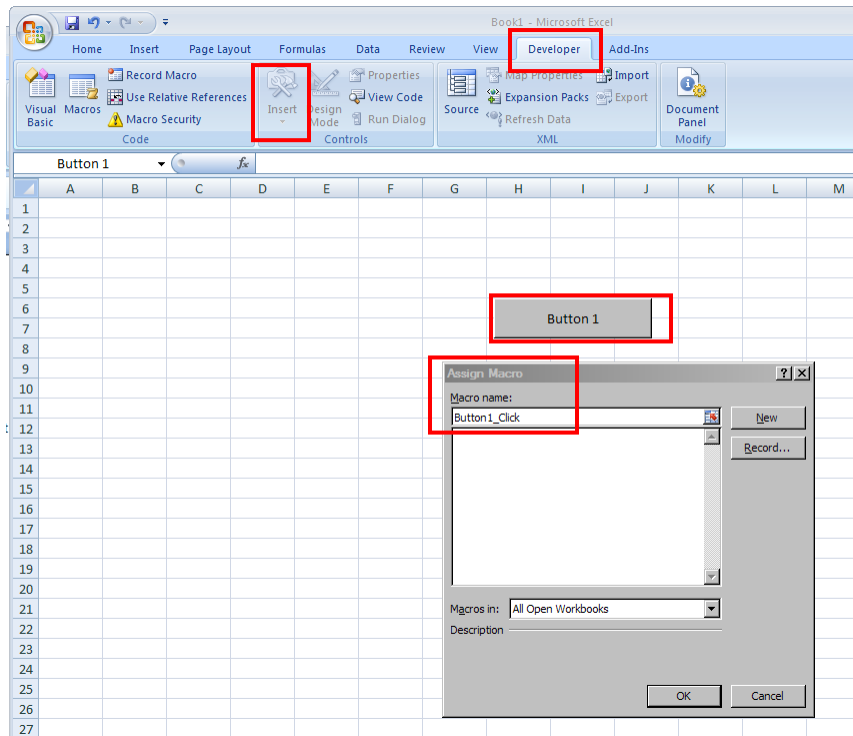 Book1 - Microsoft Excel
Home Insert Page Layout Formulas Data Review View Developer Add-Ins
Visual Basic
Macros
Record Macro
Use Relative References
Macro Security
Code
Insert
Design Mode
Properties
View Code
Run Dialog
Controls
Source
Map Properties
Expansion Packs
Refresh Data
Import
Export
XML
Document Panel
Modify
Button 1
fx
A B C D E F G H I J K L M
1
2
3
4
5
6
7
Button 1
8
9
Assign Macro
10
Macro name:
11
Button1_Click
New
12
13
Record...
14
15
16
17
18
19
20
21
Macros in: All Open Workbooks
22
Description
23
24
25
OK Cancel
26
27